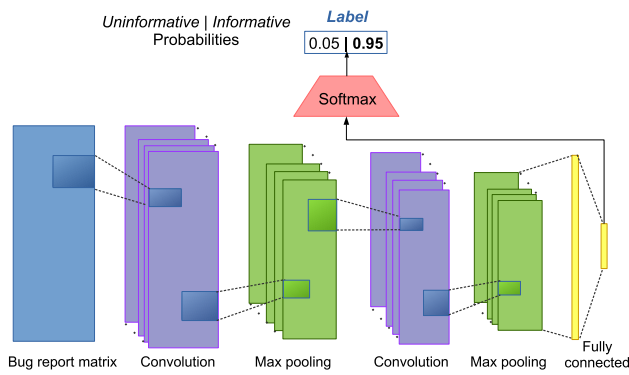 Label
Uninformative | Informative
Probabilities
0.05 | 0.95
Softmax
Bug report matrix
Convolution
Max pooling
Convolution
Max pooling
Fully
connected